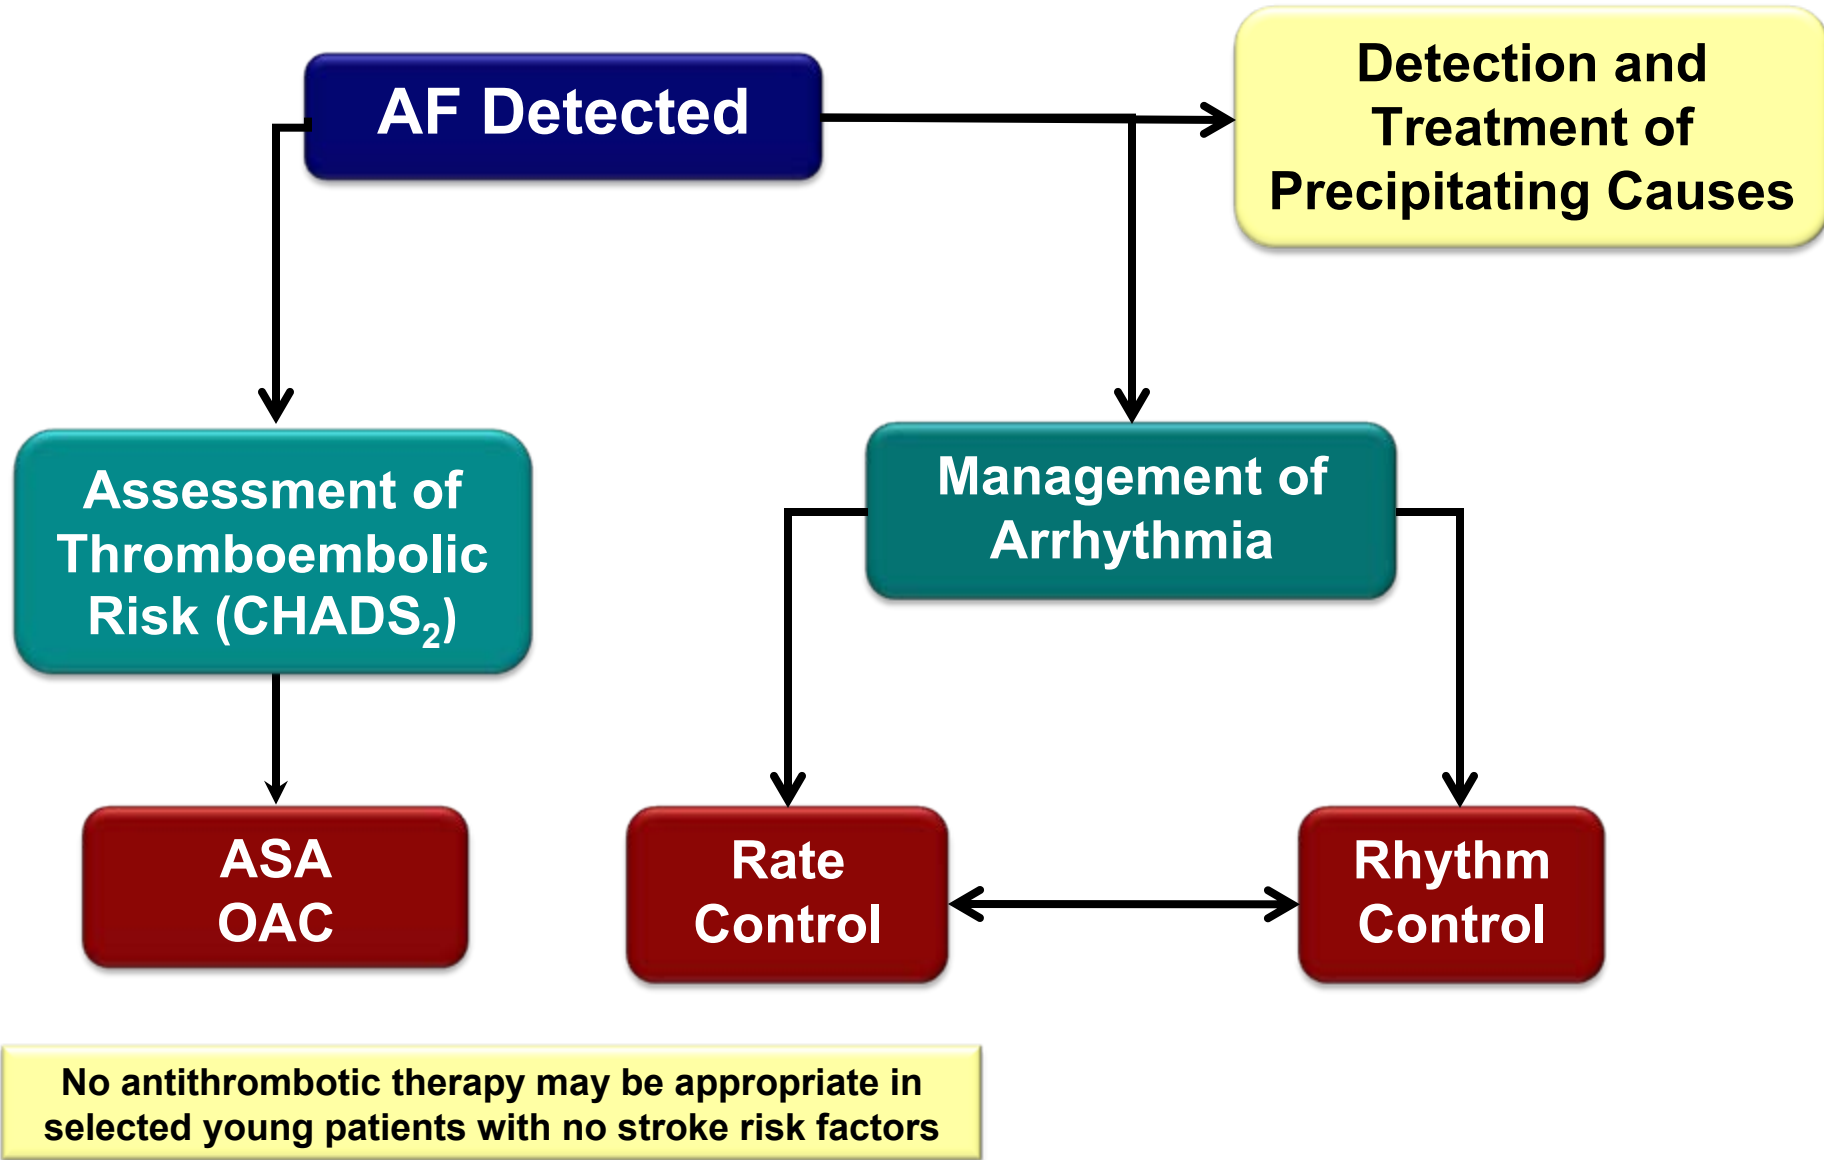 AF Detected
Detection and
Treatment of
Precipitating Causes
Assessment of
Thromboembolic
Risk (CHADS₂)
Management of
Arrhythmia
ASA
OAC
Rate
Control
Rhythm
Control
No antithrombotic therapy may be appropriate in
selected young patients with no stroke risk factors